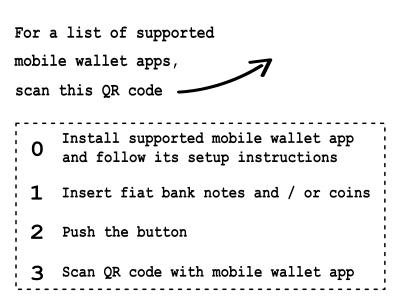 For a list of supported
mobile wallet apps,
scan this QR code
0 Install supported mobile wallet app
and follow its setup instructions
1 Insert fiat bank notes and / or coins
2 Push the button
3 Scan QR code with mobile wallet app